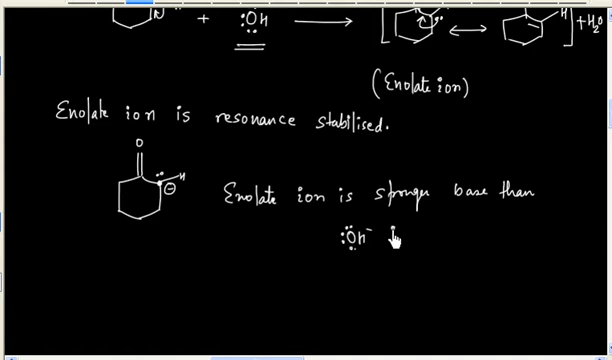 + :ÖH + H₂O
(Enolate ion)
Enolate ion is resonance stabilised.
O
H
⊖
Enolate ion is stronger base than
:ÖH⁻ i